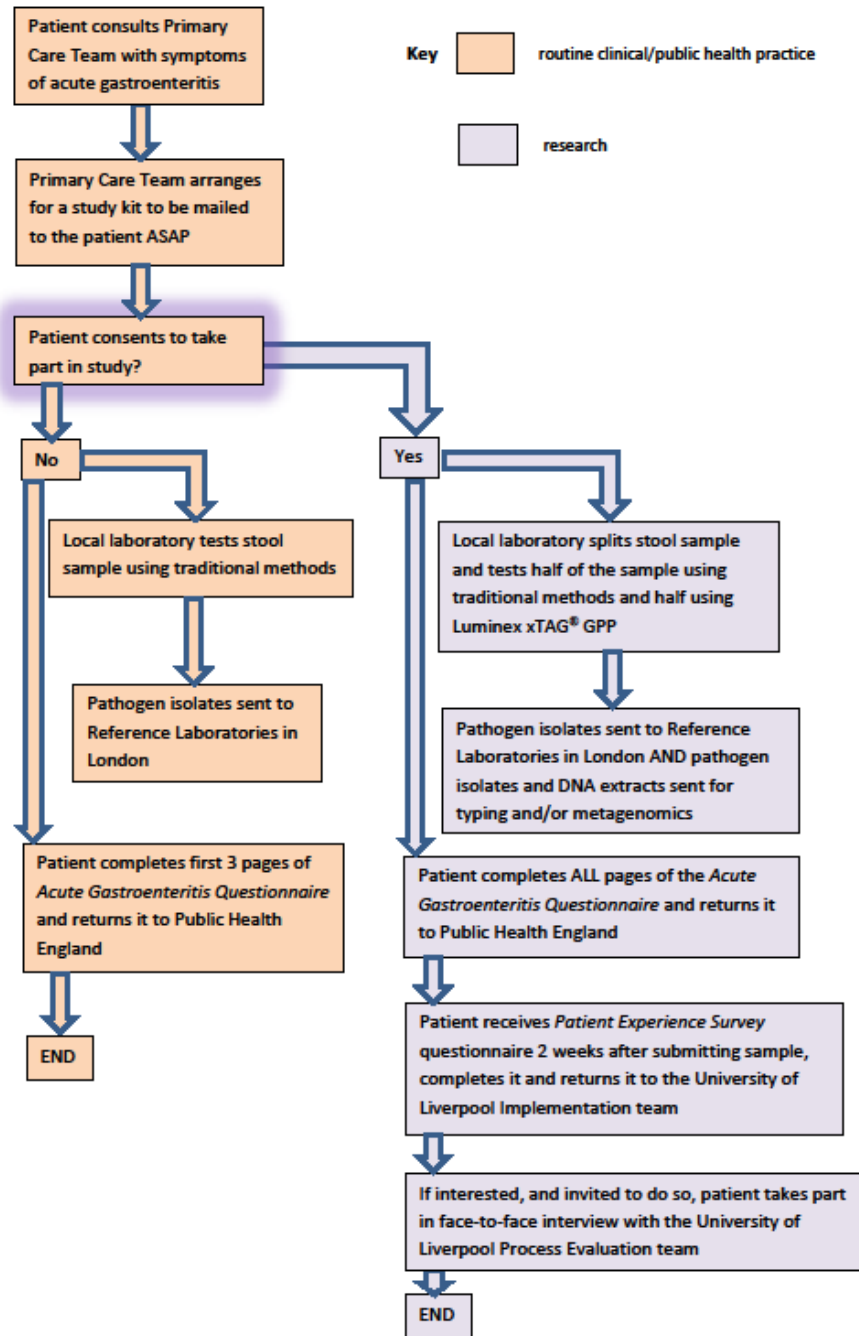 Patient consults Primary
Care Team with symptoms
of acute gastroenteritis
Key
routine clinical/public health practice
research
Primary Care Team arranges
for a study kit to be mailed
to the patient ASAP
Patient consents to take
part in study?
No
Yes
Local laboratory tests stool
sample using traditional methods
Local laboratory splits stool sample
and tests half of the sample using
traditional methods and half using
Luminex xTAG® GPP
Pathogen isolates sent to
Reference Laboratories in
London
Pathogen isolates sent to Reference
Laboratories in London AND pathogen
isolates and DNA extracts sent for
typing and/or metagenomics
Patient completes first 3 pages of
Acute Gastroenteritis Questionnaire
and returns it to Public Health
England
Patient completes ALL pages of the Acute
Gastroenteritis Questionnaire and returns it
to Public Health England
END
Patient receives Patient Experience Survey
questionnaire 2 weeks after submitting sample,
completes it and returns it to the University of
Liverpool Implementation team
If interested, and invited to do so, patient takes part
in face-to-face interview with the University of
Liverpool Process Evaluation team
END